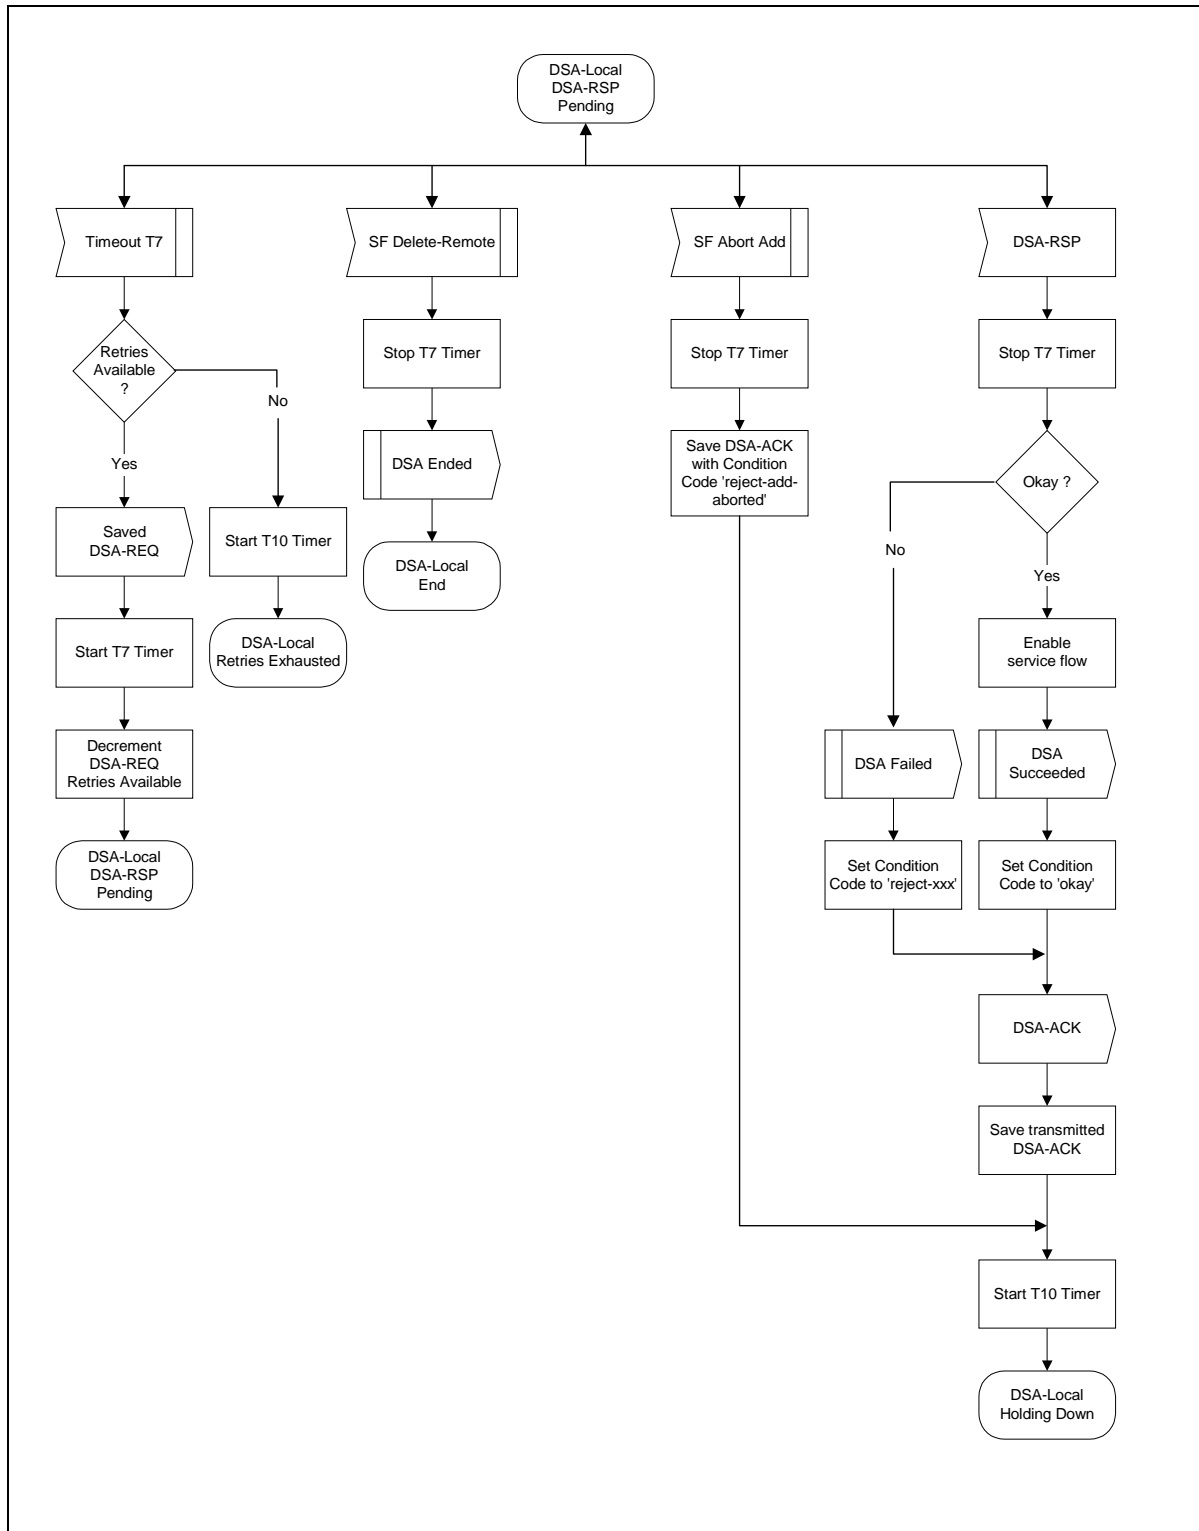 DSA-Local
DSA-RSP
Pending
Timeout T7
SF Delete-Remote
SF Abort Add
DSA-RSP
Retries
Available
?
Stop T7 Timer
Stop T7 Timer
Stop T7 Timer
No
Yes
DSA Ended
Save DSA-ACK
with Condition
Code 'reject-add-
aborted'
Okay ?
Saved
DSA-REQ
Start T10 Timer
DSA-Local
End
No
Yes
Start T7 Timer
DSA-Local
Retries Exhausted
Enable
service flow
Decrement
DSA-REQ
Retries Available
DSA Failed
DSA
Succeeded
DSA-Local
DSA-RSP
Pending
Set Condition
Code to 'reject-xxx'
Set Condition
Code to 'okay'
DSA-ACK
Save transmitted
DSA-ACK
Start T10 Timer
DSA-Local
Holding Down